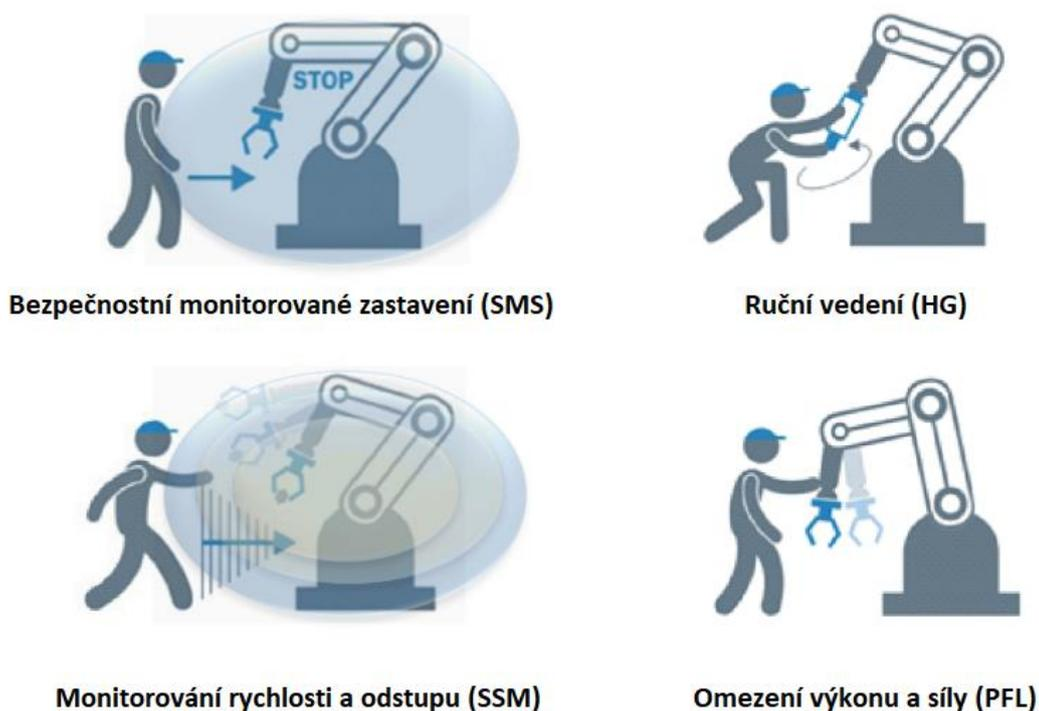 STOP
Bezpečnostní monitorované zastavení (SMS)
Ruční vedení (HG)
Monitorování rychlosti a odstupu (SSM)
Omezení výkonu a síly (PFL)